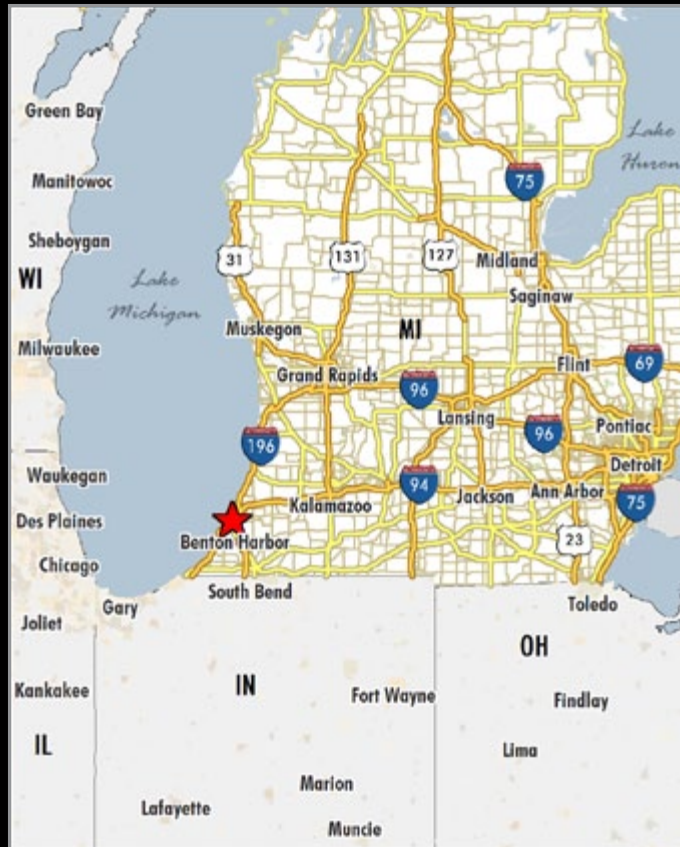 Green Bay
Lake
Huron
Manitowoc
75
Sheboygan
31
131
127
Midland
WI
Lake
Michigan
Saginaw
Muskegon
MI
Milwaukee
Flint
69
Grand Rapids
96
Lansing
96
Pontiac
196
Detroit
Waukegan
94
Jackson
Ann Arbor
75
Kalamazoo
Des Plaines
Benton Harbor
23
Chicago
South Bend
Gary
Toledo
Joliet
OH
IN
Kankakee
Fort Wayne
Findlay
IL
Lima
Marion
Lafayette
Muncie